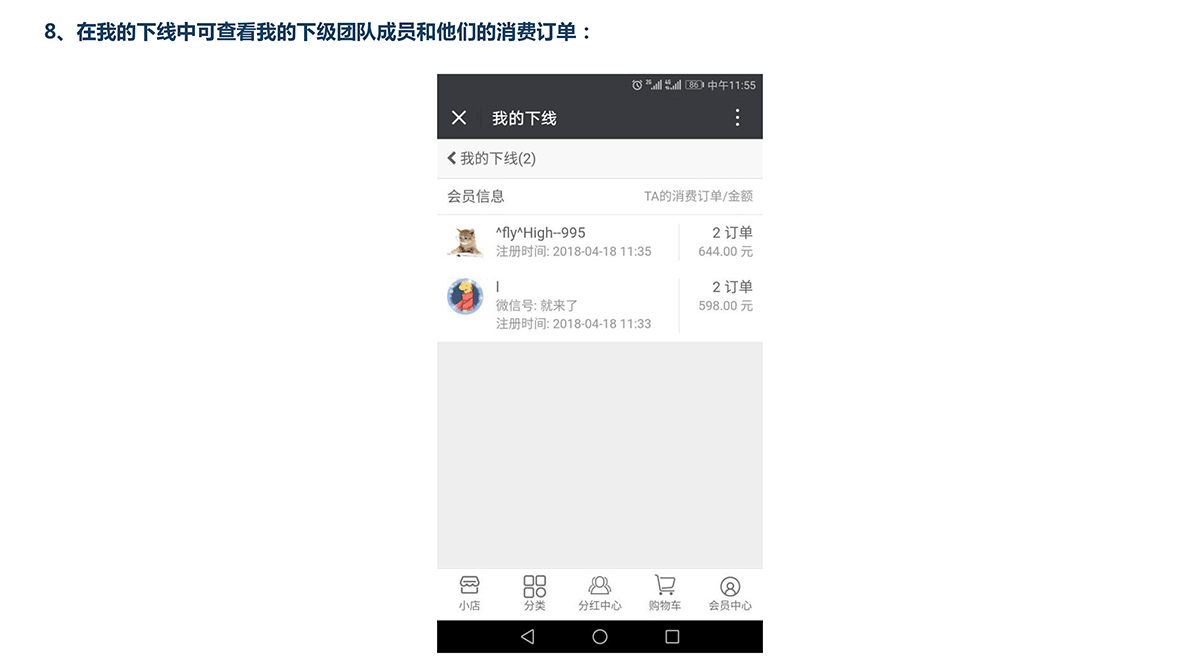 8、在我的下线中可查看我的下级团队成员和他们的消费订单：
2G 4G 86 中午11:55
我的下线
我的下线(2)
会员信息 TA的消费订单/金额
^fly^High--995 2 订单
注册时间: 2018-04-18 11:35 644.00 元
l 2 订单
微信号: 就来了 598.00 元
注册时间: 2018-04-18 11:33
小店 分类 分红中心 购物车 会员中心